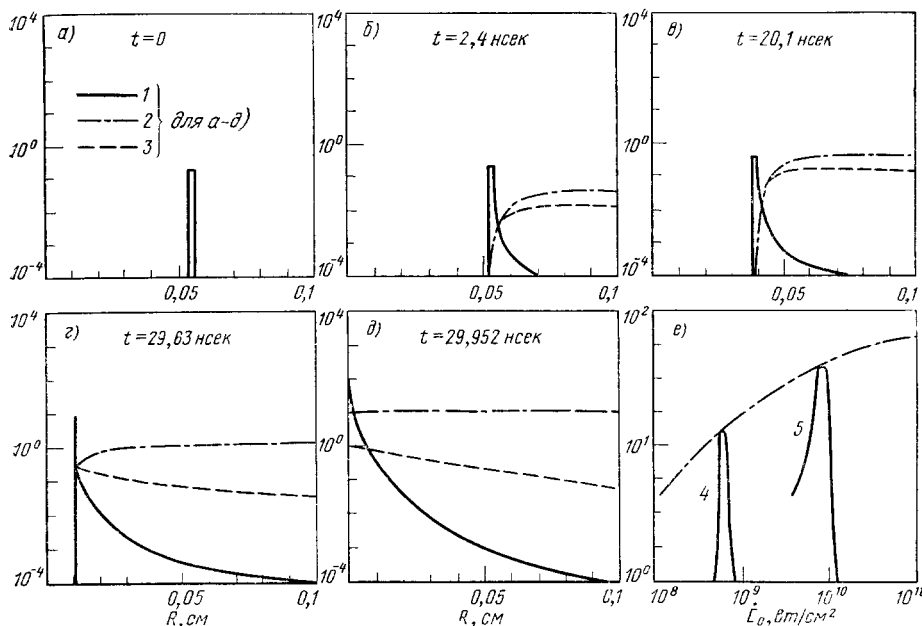 10⁴ а) t=0
1
2 для а–д)
3
10⁰
10⁻⁴
0,05 0,1
10⁴ б) t=2,4 нсек
10⁰
10⁻⁴
0,05 0,1
10⁴ в) t=20,1 нсек
10⁰
10⁻⁴
0,05 0,1
10⁴ г) t=29,63 нсек
10⁰
10⁻⁴
0,05 0,1
R, см
10⁴ д) t=29,952 нсек
10⁰
10⁻⁴
0,05 0,1
R, см
10² е)
10¹
4 5
10⁰
10⁸ 10⁹ 10¹⁰
Ė₀, вт/см²